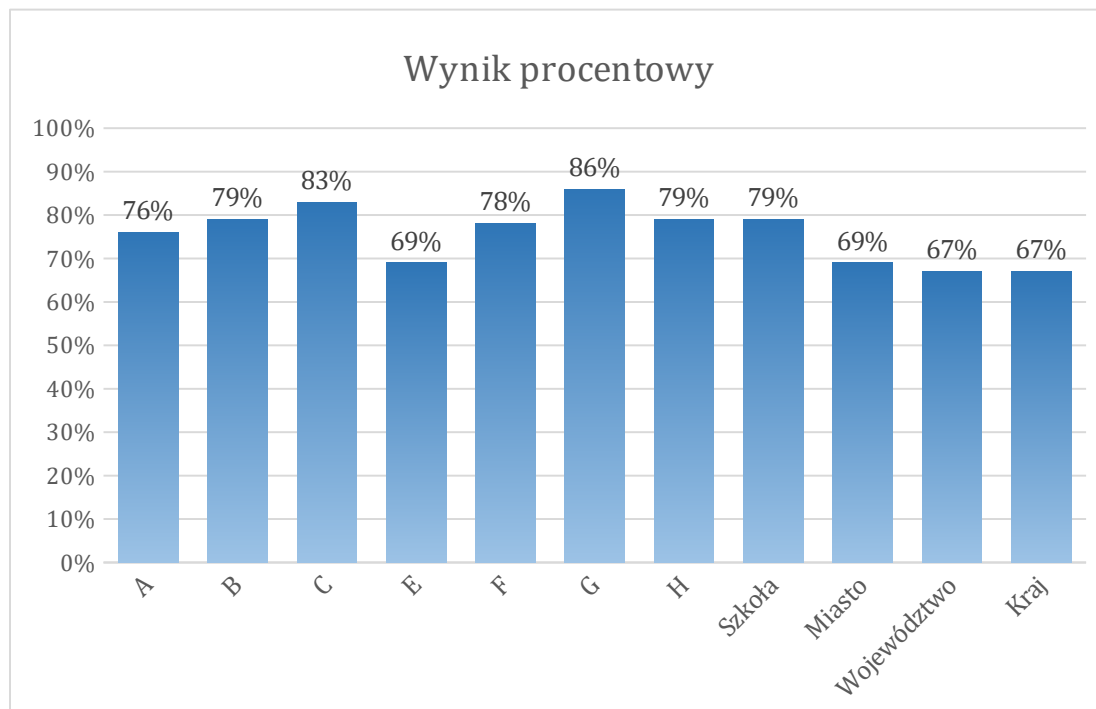 Wynik procentowy
100%
90%
80%
70%
60%
50%
40%
30%
20%
10%
0%
76%
79%
83%
69%
78%
86%
79%
79%
69%
67%
67%
A
B
C
E
F
G
H
Szkoła
Miasto
Województwo
Kraj